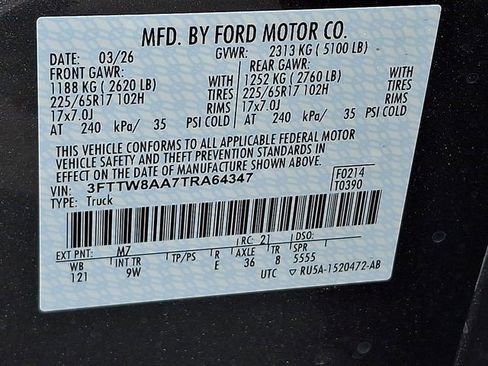 MFD. BY FORD MOTOR CO.
DATE: 03/26 GVWR: 2313 KG ( 5100 LB)
FRONT GAWR: REAR GAWR:
1188 KG ( 2620 LB) WITH 1252 KG ( 2760 LB) WITH
225/65R17 102H TIRES 225/65R17 102H TIRES
17x7.0J RIMS 17x7.0J RIMS
AT 240 kPa/ 35 PSI COLD AT 240 kPa/ 35 PSI COLD
THIS VEHICLE CONFORMS TO ALL APPLICABLE FEDERAL MOTOR
VEHICLE SAFETY AND THEFT PREVENTION STANDARDS IN
EFFECT ON THE DATE OF MANUFACTURE SHOWN ABOVE.
VIN: 3FTTW8AA7TRA64347 F0214
TYPE: Truck T0390
EXT PNT: M7 RC: 21 DSO:
WB INT TR TP/PS R AXLE TR SPR
121 9W E 36 8 5555
UTC RU5A-1520472-AB